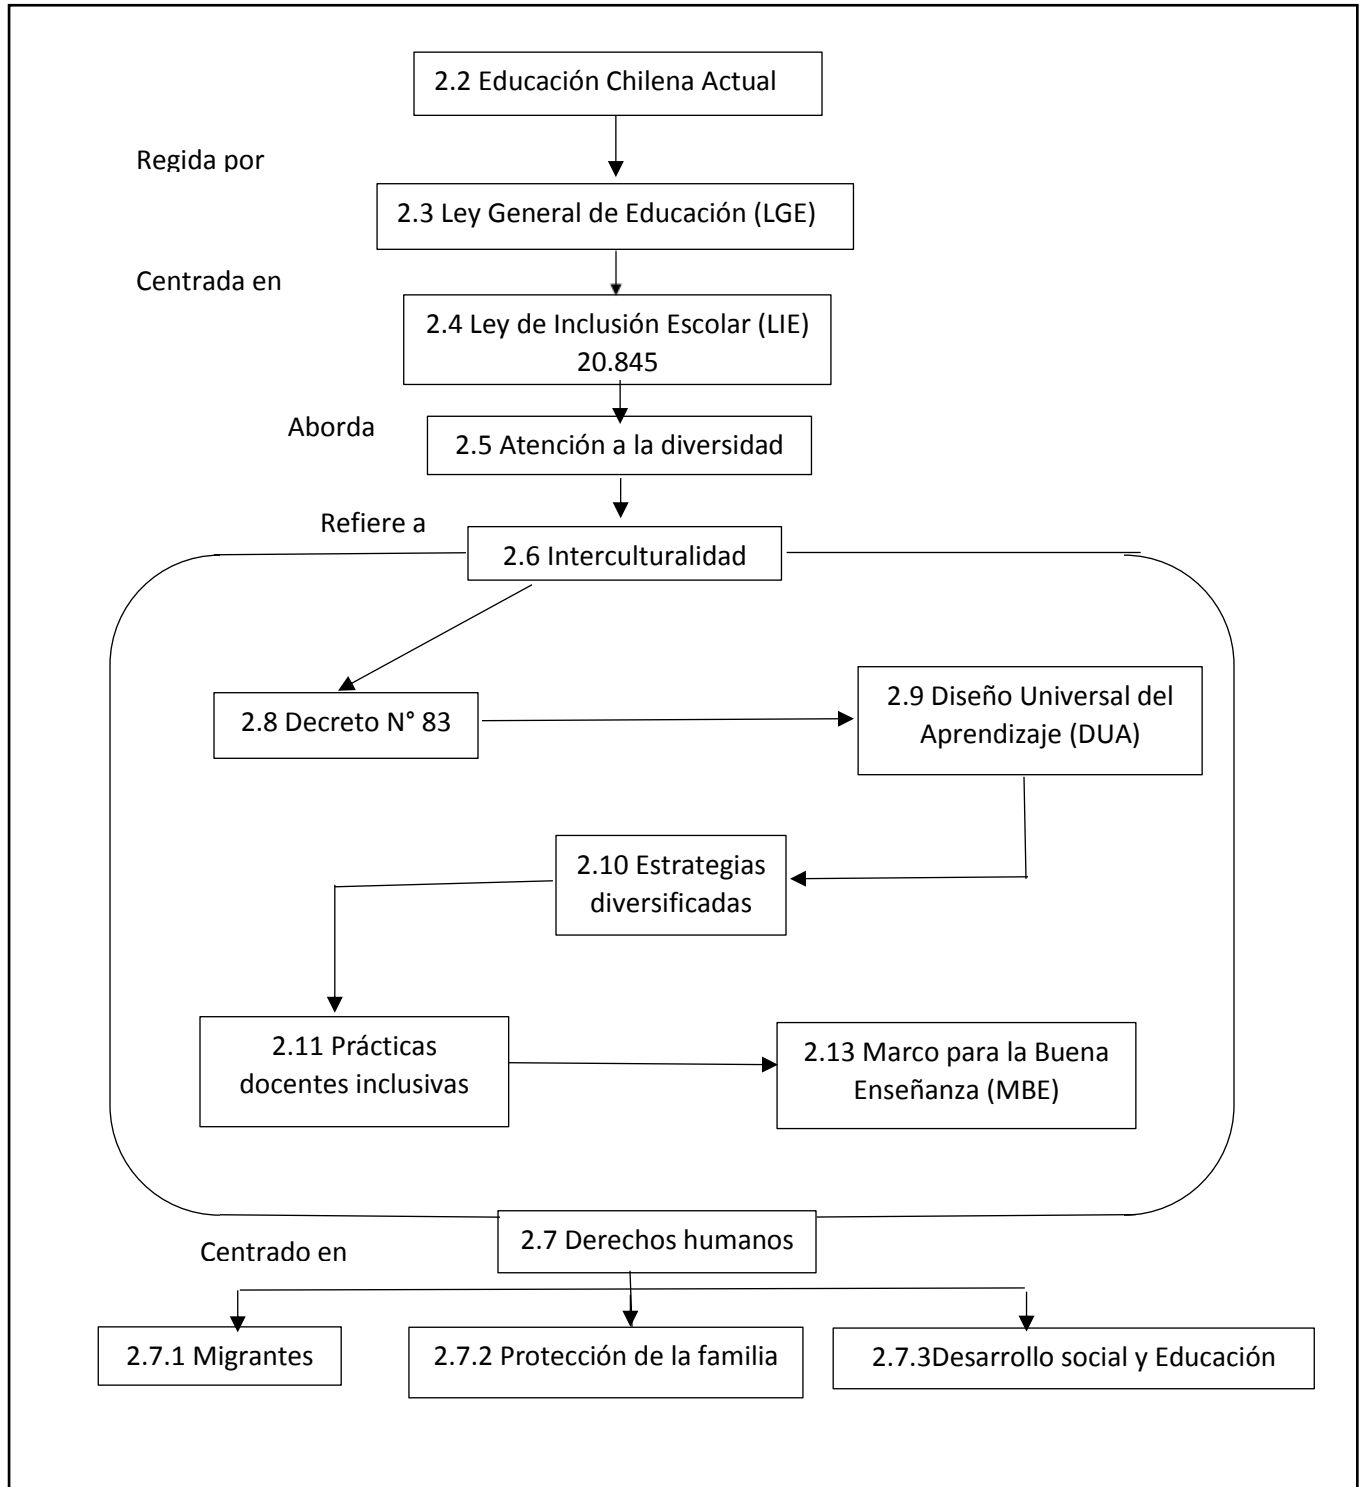 2.2 Educación Chilena Actual
Regida por
2.3 Ley General de Educación (LGE)
Centrada en
2.4 Ley de Inclusión Escolar (LIE)
20.845
Aborda
2.5 Atención a la diversidad
Refiere a
2.6 Interculturalidad
2.8 Decreto N° 83
2.9 Diseño Universal del
Aprendizaje (DUA)
2.10 Estrategias
diversificadas
2.11 Prácticas
docentes inclusivas
2.13 Marco para la Buena
Enseñanza (MBE)
2.7 Derechos humanos
Centrado en
2.7.1 Migrantes
2.7.2 Protección de la familia
2.7.3Desarrollo social y Educación